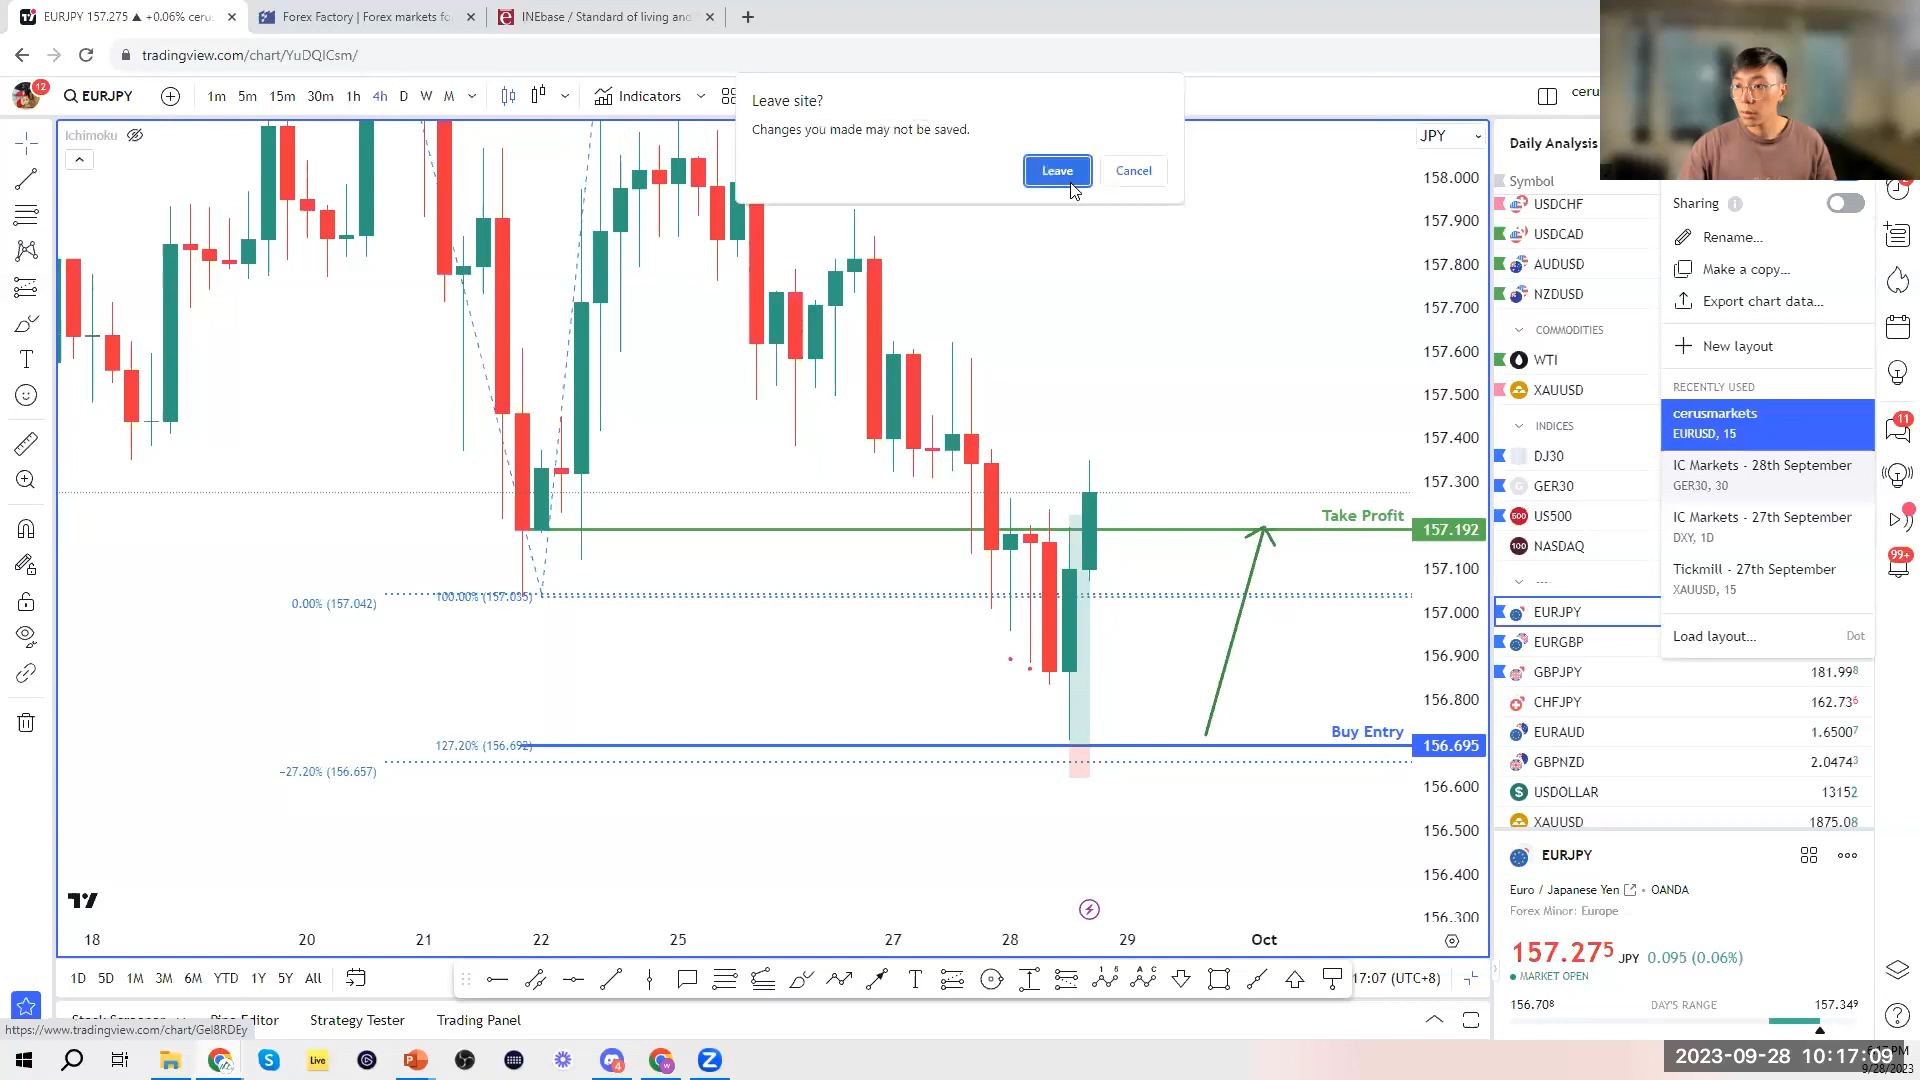 EURJPY 157.275 ▲ +0.06% ceru
Forex Factory | Forex markets fo
INEbase / Standard of living and
tradingview.com/chart/YuDQICsm/
12
EURJPY
1m 5m 15m 30m 1h 4h D W M
Indicators
ceru
Leave site?
Changes you made may not be saved.
Leave
Cancel
Ichimoku
JPY
158.000
157.900
157.800
157.700
157.600
157.500
157.400
157.300
157.192
157.100
157.000
156.900
156.800
156.695
156.600
156.500
156.400
156.300
Take Profit
Buy Entry
0.00% (157.042)
100.00% (157.035)
127.20% (156.692)
−27.20% (156.657)
18 20 21 22 25 27 28 29 Oct
Daily Analysis
Symbol
USDCHF
USDCAD
AUDUSD
NZDUSD
COMMODITIES
WTI
XAUUSD
INDICES
DJ30
GER30
US500
NASDAQ
----
EURJPY
EURGBP
GBPJPY 181.998
CHFJPY 162.736
EURAUD 1.65007
GBPNZD 2.04743
USDOLLAR 13152
XAUUSD 1875.08
Sharing
Rename...
Make a copy...
Export chart data...
New layout
RECENTLY USED
cerusmarkets
EURUSD, 15
IC Markets - 28th September
GER30, 30
IC Markets - 27th September
DXY, 1D
Tickmill - 27th September
XAUUSD, 15
Load layout...
Dot
11
99+
EURJPY
Euro / Japanese Yen • OANDA
Forex Minor: Europe
157.275 JPY 0.095 (0.06%)
MARKET OPEN
156.708 DAY'S RANGE 157.349
1D 5D 1M 3M 6M YTD 1Y 5Y All
17:07 (UTC+8)
Strategy Tester
Trading Panel
https://www.tradingview.com/chart/Gel8RDEy
Live
4
2023-09-28 10:17:09
9/28/2023